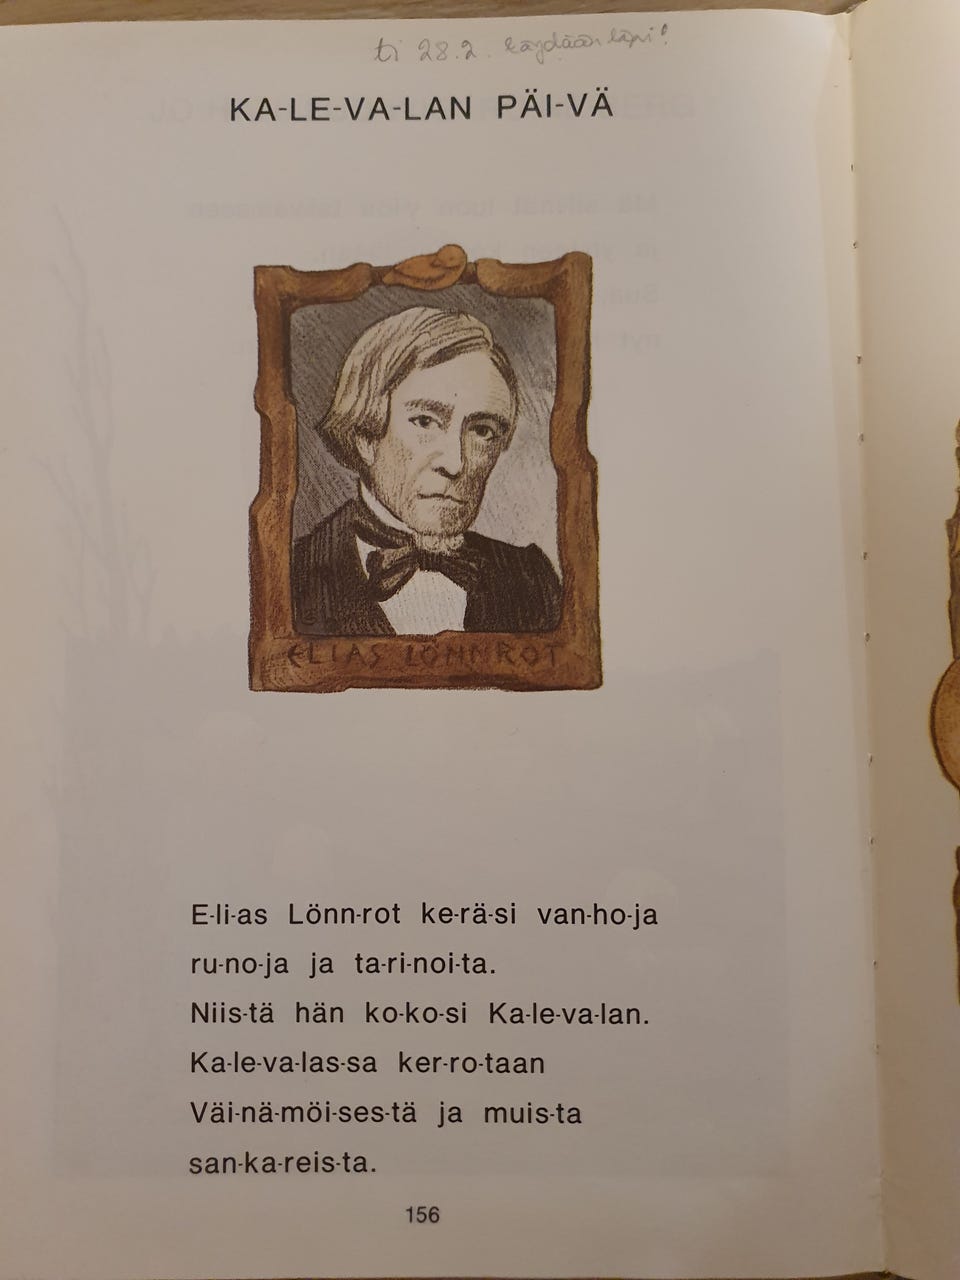 ti 28.2. käydään läpi!
KA-LE-VA-LAN PÄI-VÄ
ELIAS LÖNNROT
E-li-as Lönn-rot ke-rä-si van-ho-ja
ru-no-ja ja ta-ri-noi-ta.
Niis-tä hän ko-ko-si Ka-le-va-lan.
Ka-le-va-las-sa ker-ro-taan
Väi-nä-möi-ses-tä ja muis-ta
san-ka-reis-ta.
156